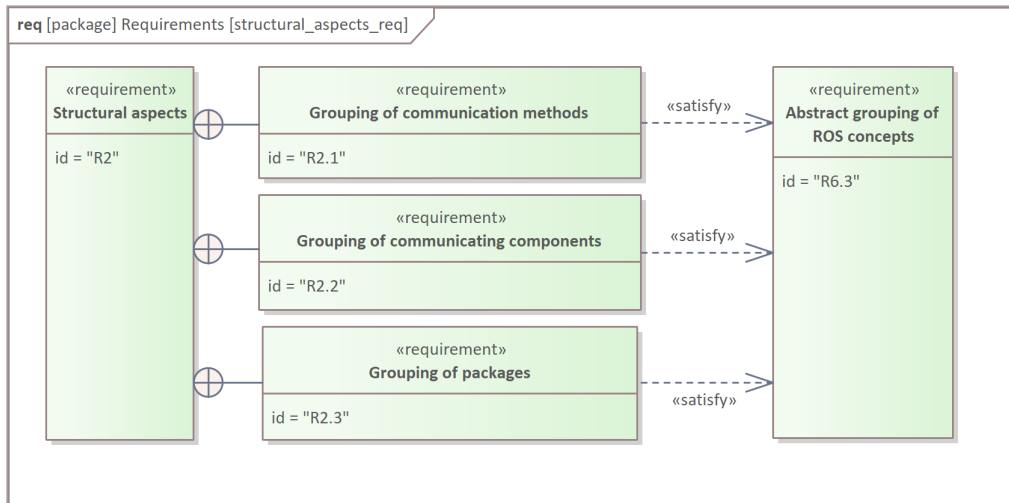 req [package] Requirements [structural_aspects_req]
«requirement»
Structural aspects
id = "R2"
«requirement»
Grouping of communication methods
id = "R2.1"
«satisfy»
«requirement»
Abstract grouping of
ROS concepts
id = "R6.3"
«requirement»
Grouping of communicating components
id = "R2.2"
«satisfy»
«requirement»
Grouping of packages
id = "R2.3"
«satisfy»